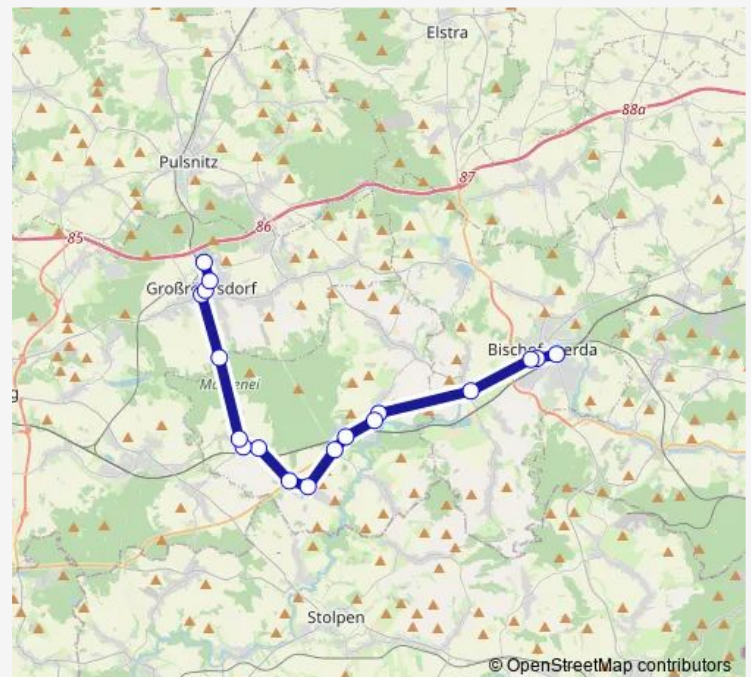 Elstra
88a
Pulsnitz
87
86
85
Bischofswerda
Stolpen
© OpenStreetMap contributors